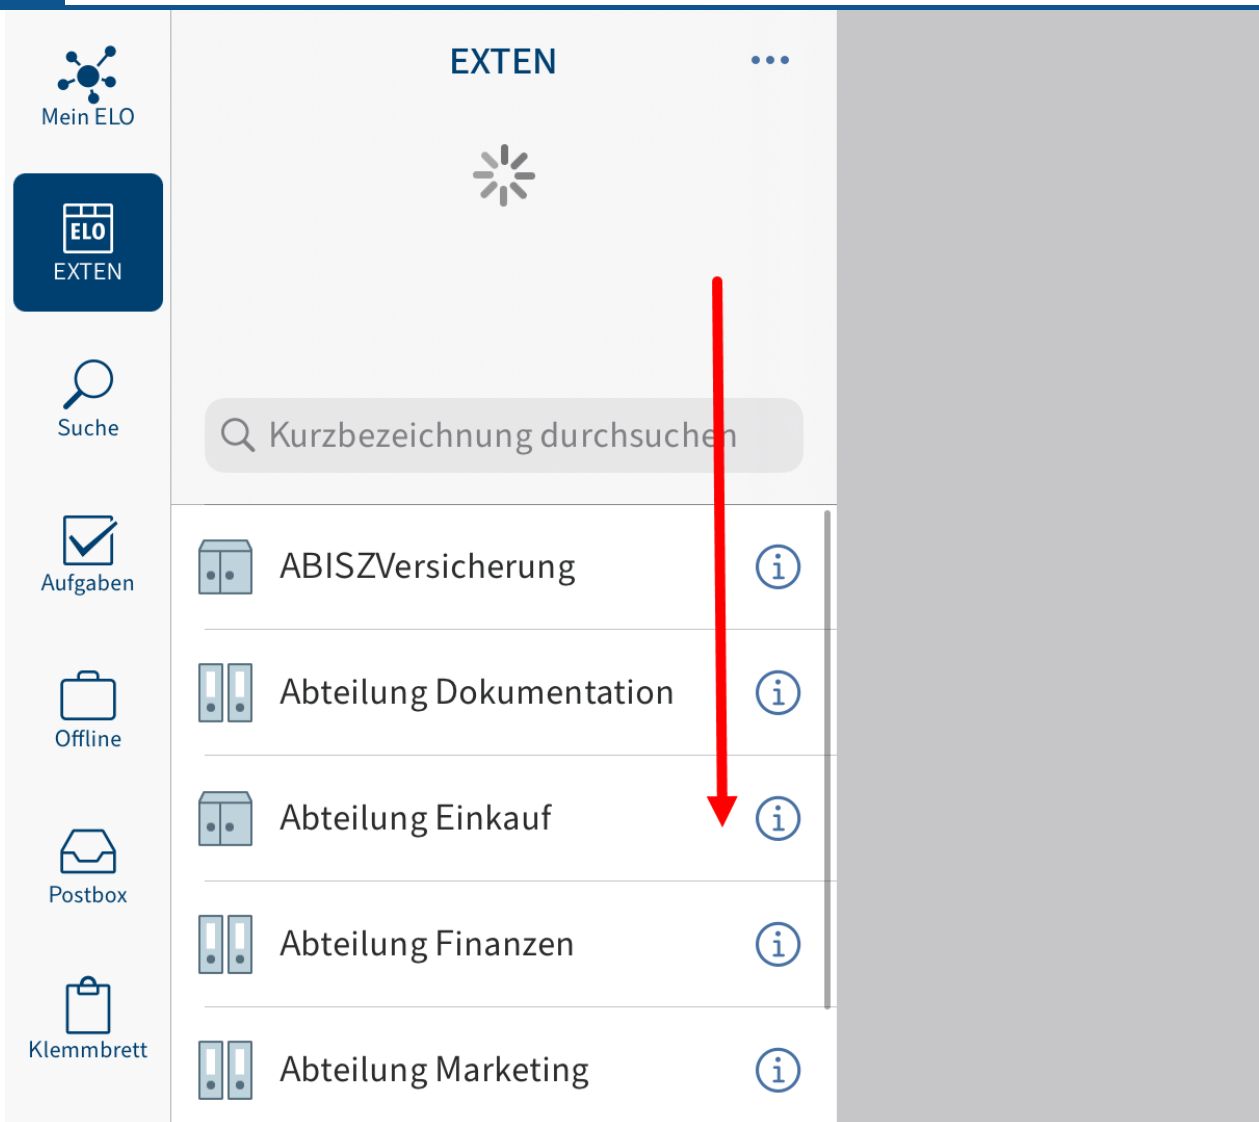 Mein ELO
ELO
EXTEN
Suche
Aufgaben
Offline
Postbox
Klemmbrett
EXTEN
Kurzbezeichnung durchsuchen
ABISZVersicherung
Abteilung Dokumentation
Abteilung Einkauf
Abteilung Finanzen
Abteilung Marketing